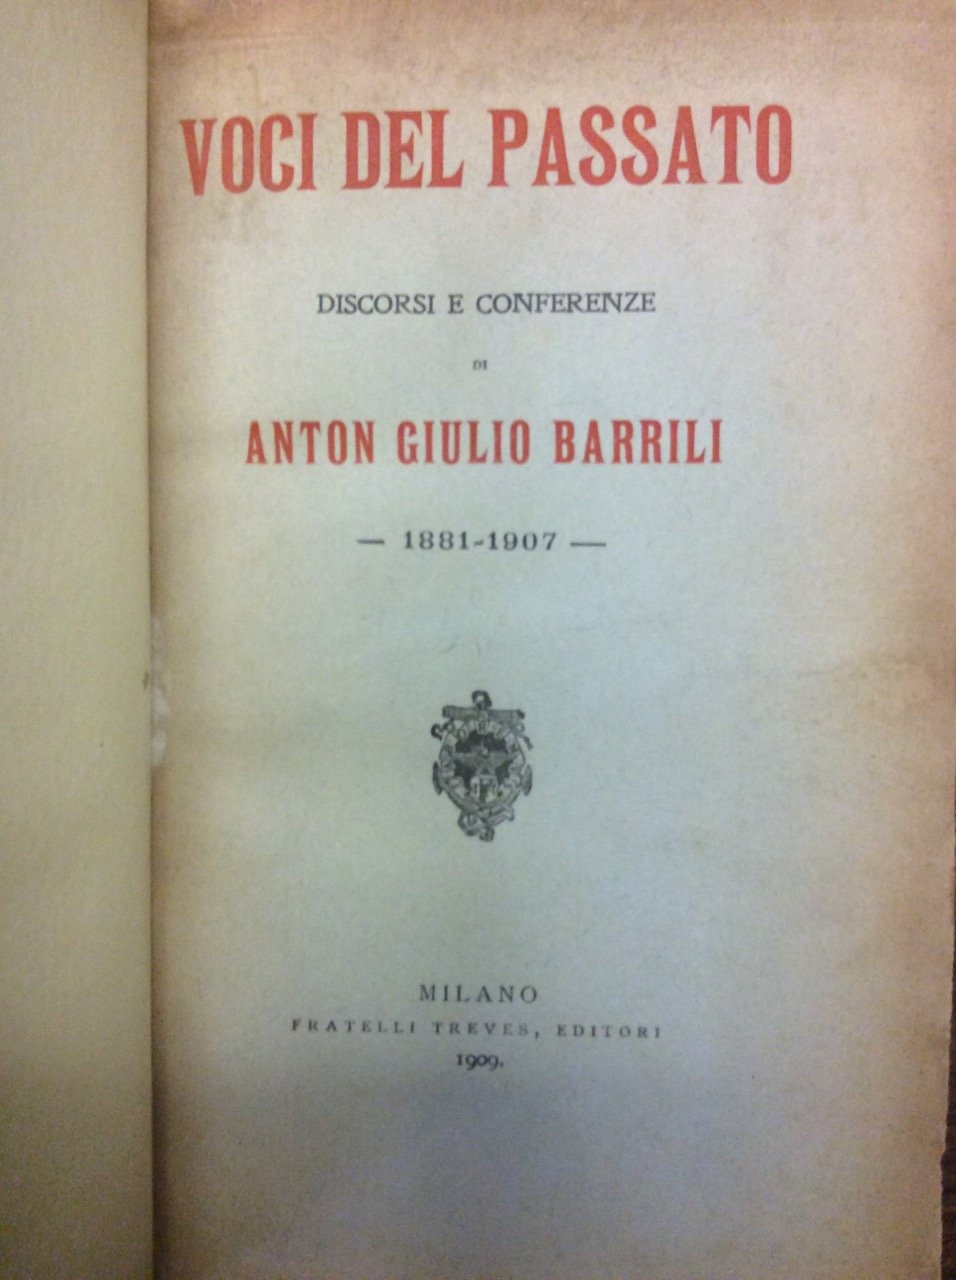 VOCI DEL PASSATO
DISCORSI E CONFERENZE
DI
ANTON GIULIO BARRILI
— 1881-1907 —
MILANO
FRATELLI TREVES, EDITORI
1909.